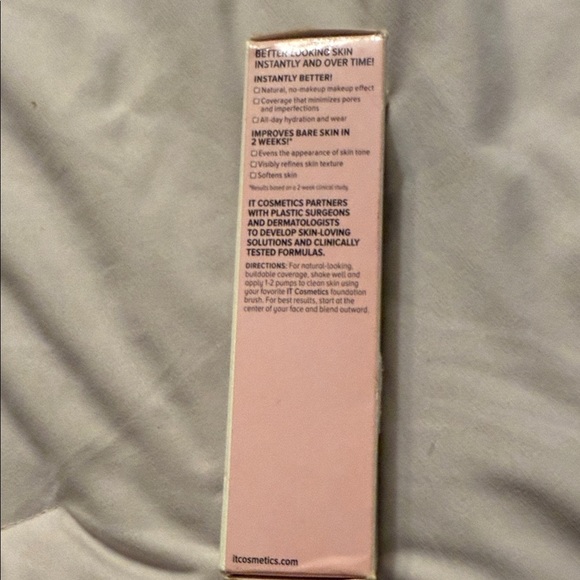 BETTER LOOKING SKIN
INSTANTLY AND OVER TIME!
INSTANTLY BETTER!
Natural, no-makeup makeup effect
Coverage that minimizes pores
and imperfections
All-day hydration and wear
IMPROVES BARE SKIN IN
2 WEEKS!*
Evens the appearance of skin tone
Visibly refines skin texture
Softens skin
*Results based on a 2 week clinical study.
IT COSMETICS PARTNERS
WITH PLASTIC SURGEONS
AND DERMATOLOGISTS
TO DEVELOP SKIN-LOVING
SOLUTIONS AND CLINICALLY
TESTED FORMULAS.
DIRECTIONS: For natural-looking,
buildable coverage, shake well and
apply 1-2 pumps to clean skin using
your favorite IT Cosmetics foundation
brush. For best results, start at the
center of your face and blend outward.
itcosmetics.com